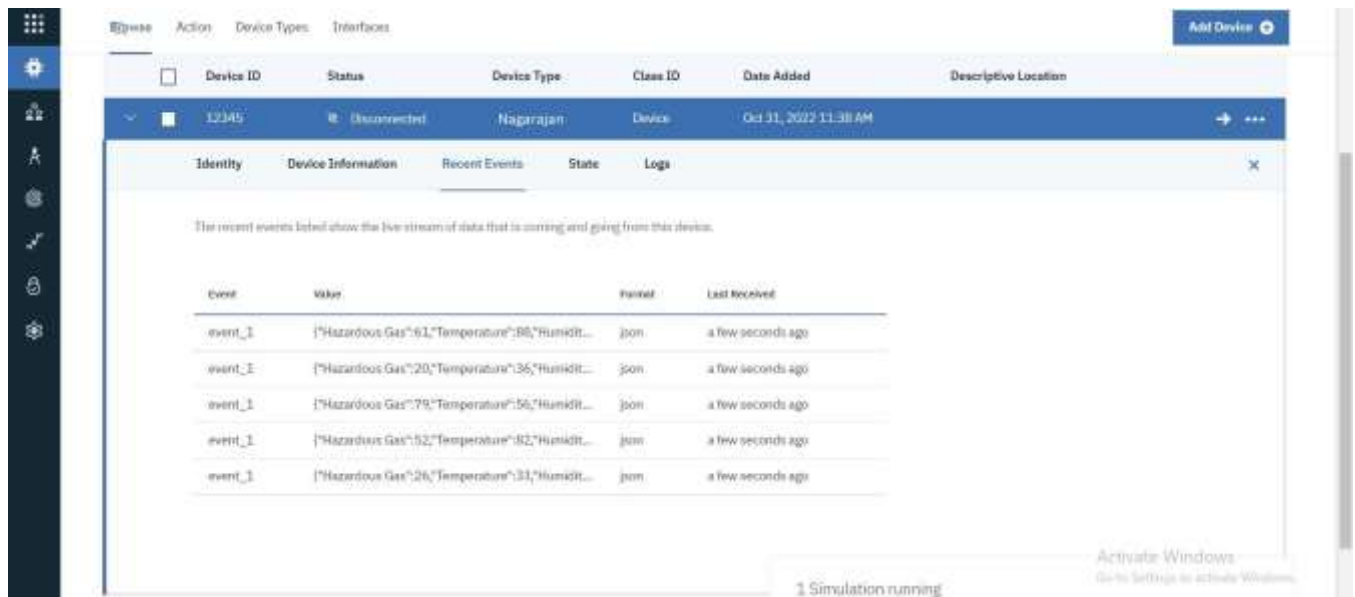 Browse Action Device Types Interfaces Add Device
Device ID Status Device Type Class ID Date Added Descriptive Location
12345 Disconnected Nagarajan Device Oct 31, 2022 11:38 AM
Identity Device Information Recent Events State Logs
The recent events listed show the live stream of data that is coming and going from this device.
Event Value Format Last Received
event_1 {"Hazardous Gas":61,"Temperature":88,"Humidit... json a few seconds ago
event_1 {"Hazardous Gas":20,"Temperature":36,"Humidit... json a few seconds ago
event_1 {"Hazardous Gas":79,"Temperature":56,"Humidit... json a few seconds ago
event_1 {"Hazardous Gas":52,"Temperature":82,"Humidit... json a few seconds ago
event_1 {"Hazardous Gas":26,"Temperature":33,"Humidit... json a few seconds ago
Activate Windows
Go to Settings to activate Windows.
1 Simulation running